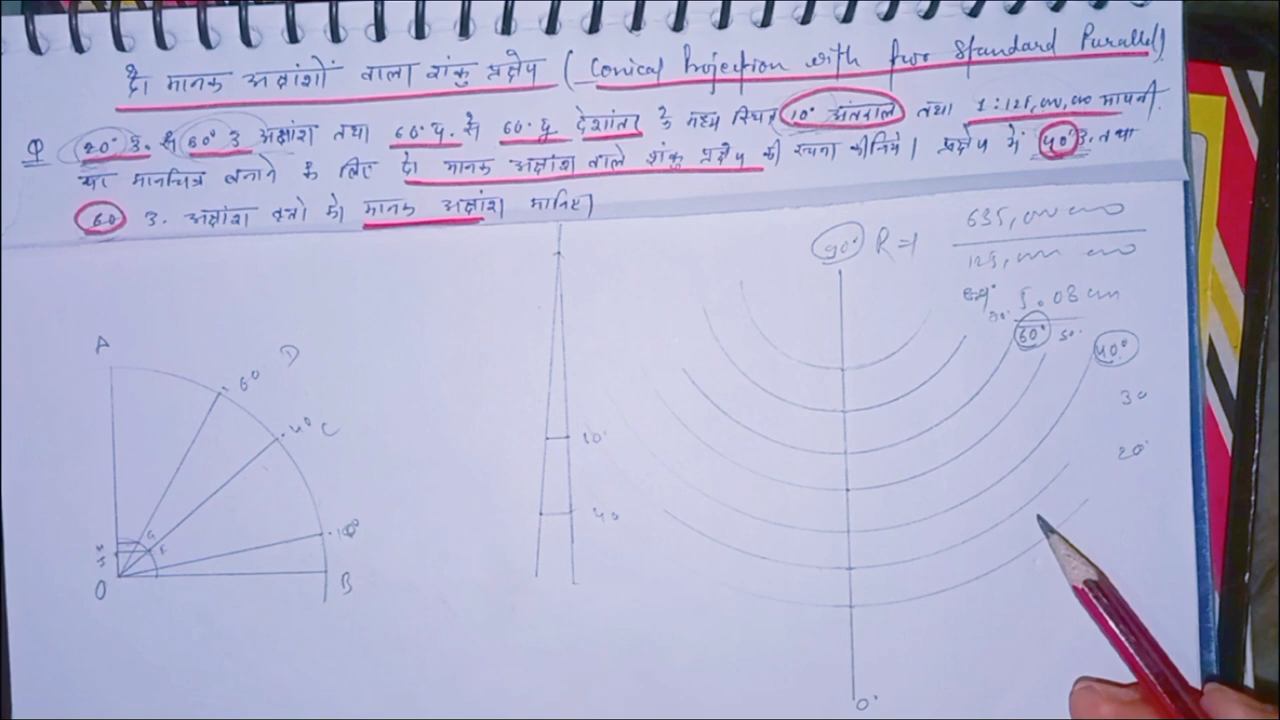 दो मानक अक्षांशों वाला शंकु प्रक्षेप (Conical Projection with two Standard Parallel)
Q 20° उ. से 60° उ अक्षांश तथा 60° पू. से 60° पू देशांतर के मध्य स्थित 10° अंतराल तथा 1:125,000,000 मापनी
पर मानचित्र बनाने के लिए दो मानक अक्षांश वाले शंकु प्रक्षेप की रचना कीजिये। प्रक्षेप में 40° उ. तथा
60 उ. अक्षांश वृत्तों को मानक अक्षांश मानिए।
90° R = 635,000,000
125,000,000
5.08 cm
60° 50°
40°
30
20°
A
60° D
40° C
10°
B
O
G
E
10°
40
0°